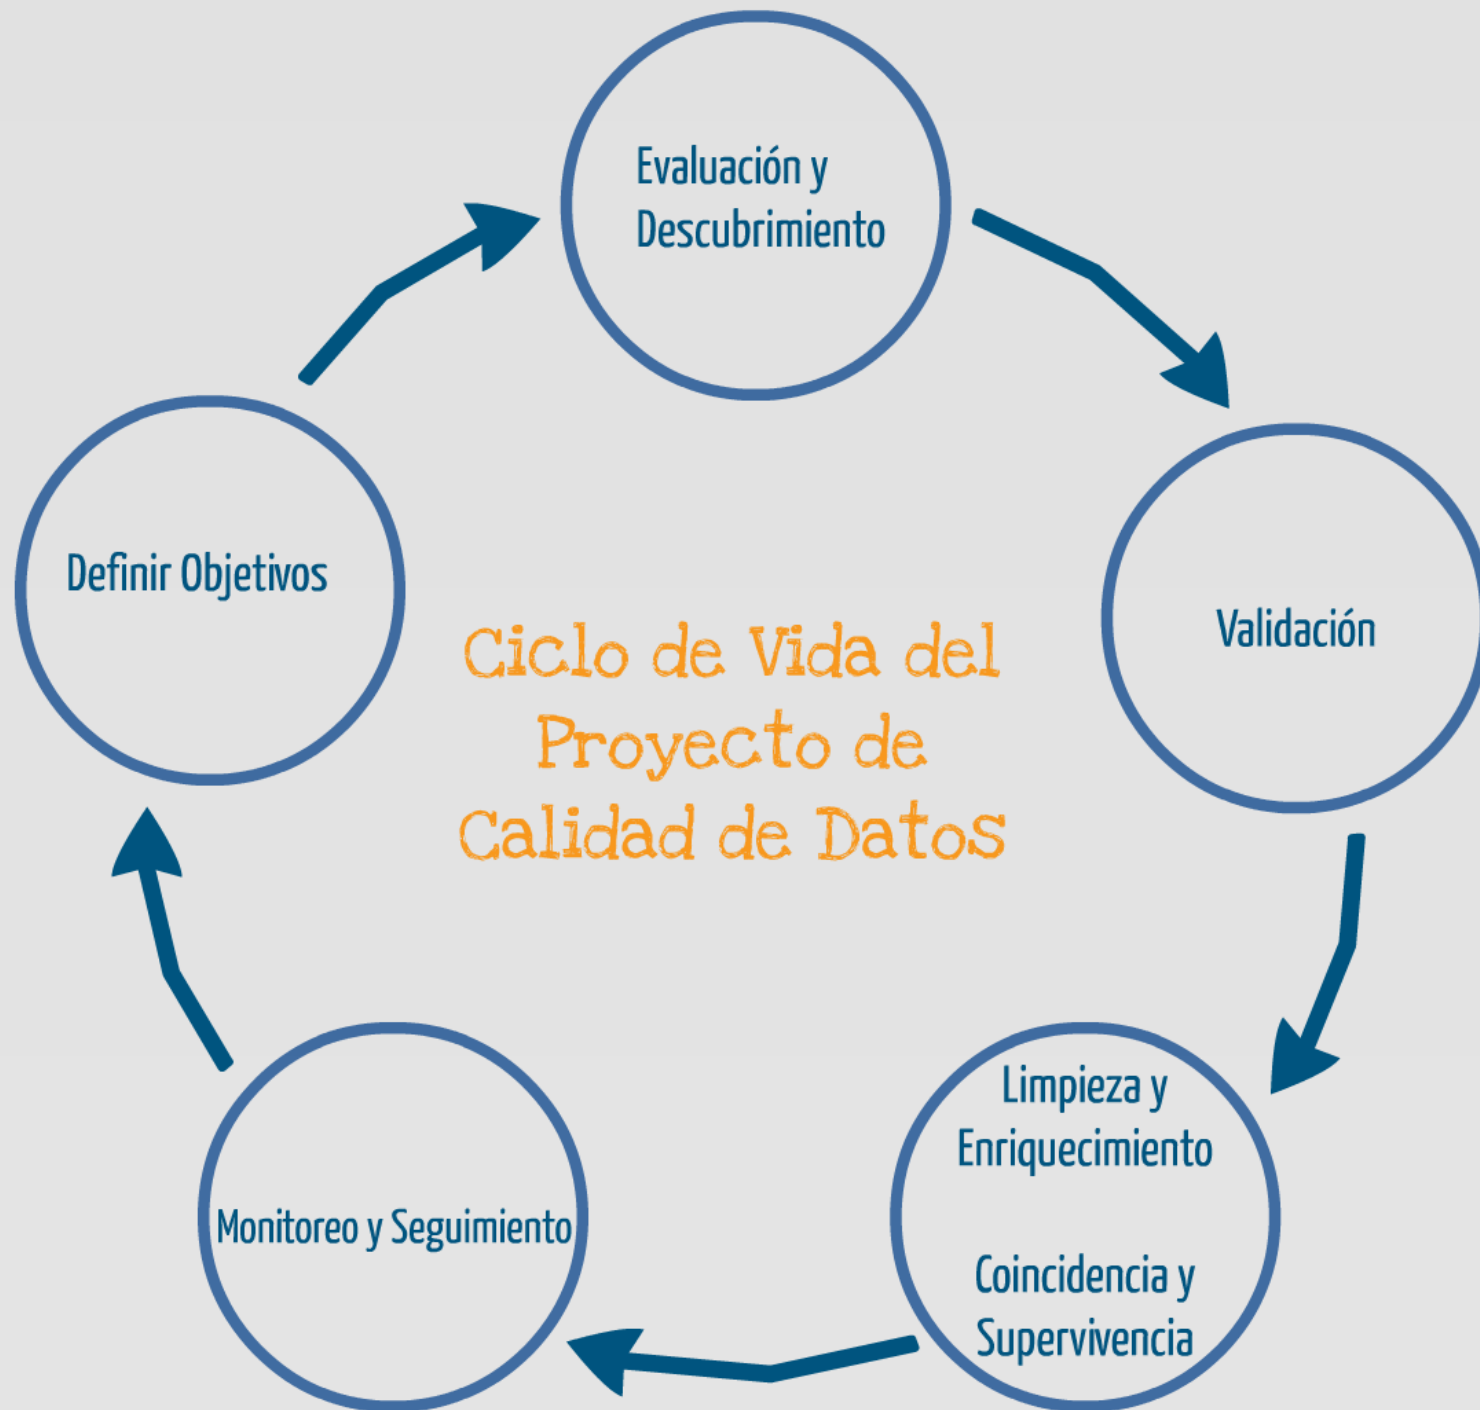 Evaluación y
Descubrimiento
Definir Objetivos
Validación
Ciclo de Vida del
Proyecto de
Calidad de Datos
Limpieza y
Enriquecimiento
Coincidencia y
Supervivencia
Monitoreo y Seguimiento